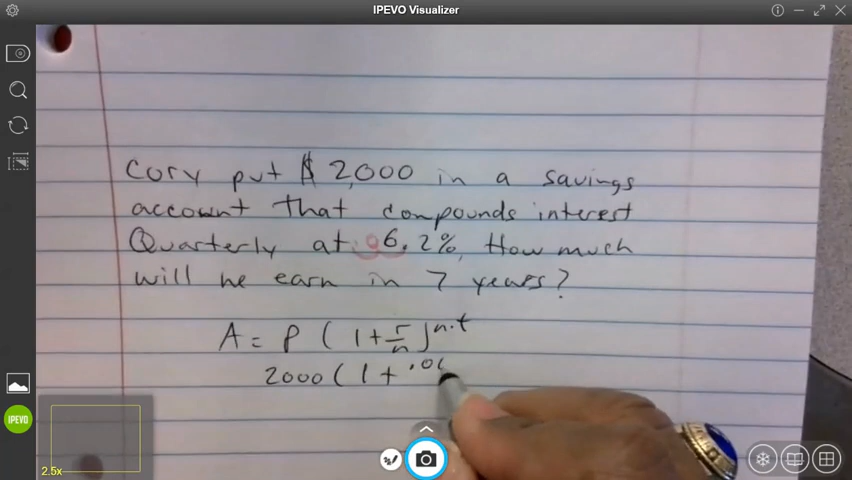 IPEVO Visualizer
Cory put $ 2,000 in a savings
account that compounds interest
Quarterly at .06.2%, How much
will he earn in 7 years?
A = P ( 1 + r/n )^n·t
2000 ( 1 + .06
IPEVO
2.5x